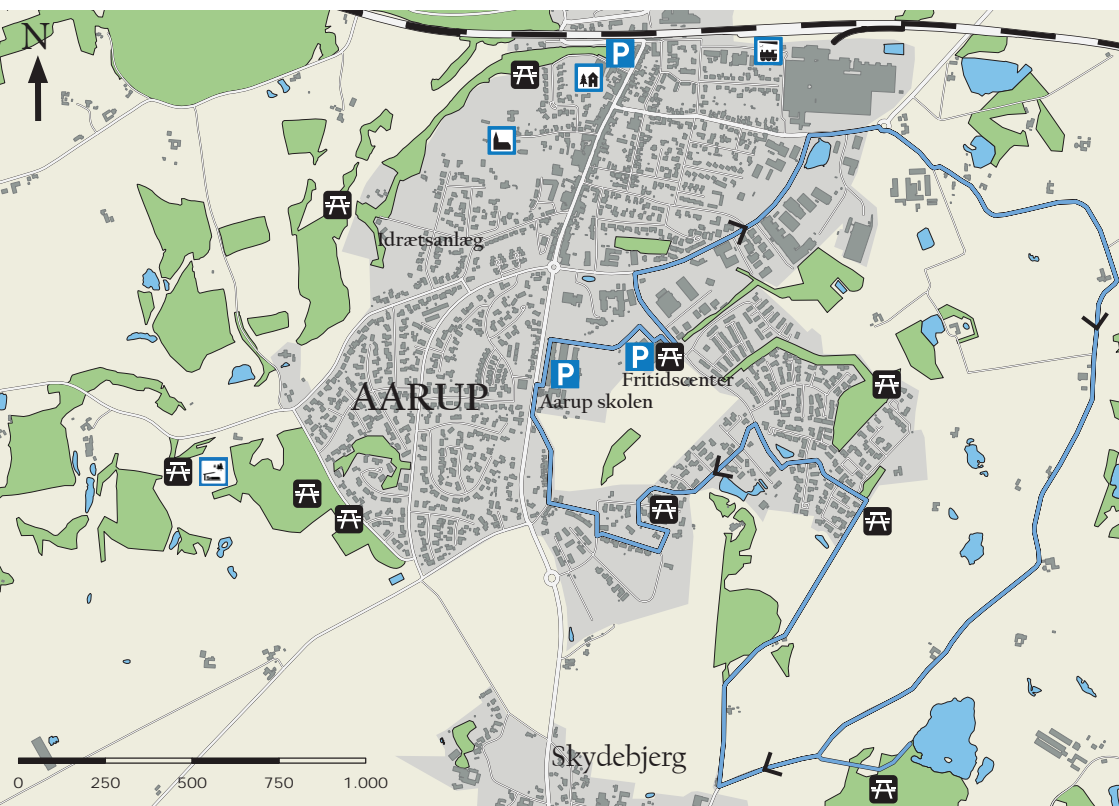 N
P
Idrætsanlæg
P
Fritidscenter
P
AARUP
Aarup skolen
Skydebjerg
0 250 500 750 1.000